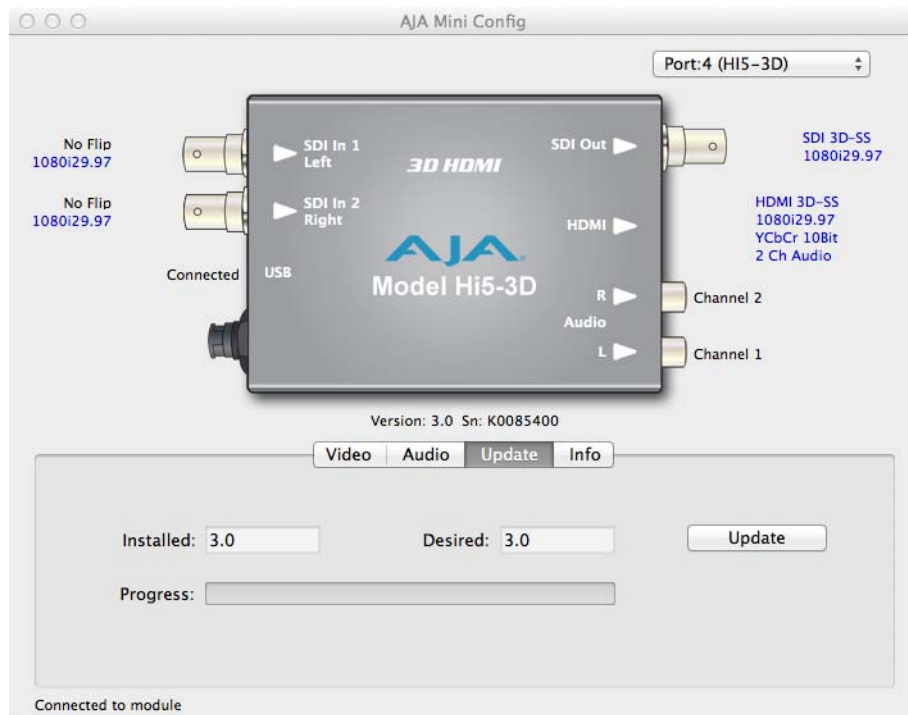 AJA Mini Config
Port:4 (HI5-3D)
No Flip
1080i29.97
No Flip
1080i29.97
Connected
SDI In 1
Left
SDI In 2
Right
USB
3D HDMI
AJA
Model Hi5-3D
SDI Out
HDMI
R
Audio
L
SDI 3D-SS
1080i29.97
HDMI 3D-SS
1080i29.97
YCbCr 10Bit
2 Ch Audio
Channel 2
Channel 1
Version: 3.0 Sn: K0085400
Video Audio Update Info
Installed: 3.0 Desired: 3.0 Update
Progress:
Connected to module